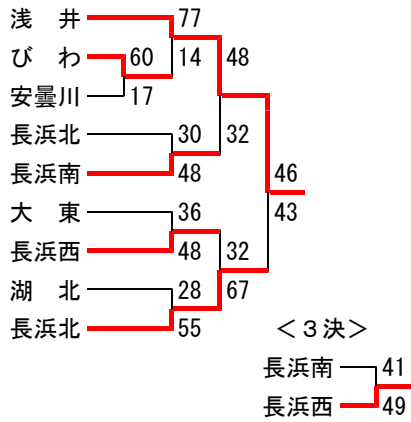 浅　井 77
び　わ 60 14 48
安曇川 17
長浜北 30 32
長浜南 48 46
大　東 36 43
長浜西 48 32
湖　北 28 67
長浜北 55 ＜３決＞
長浜南 41
長浜西 49